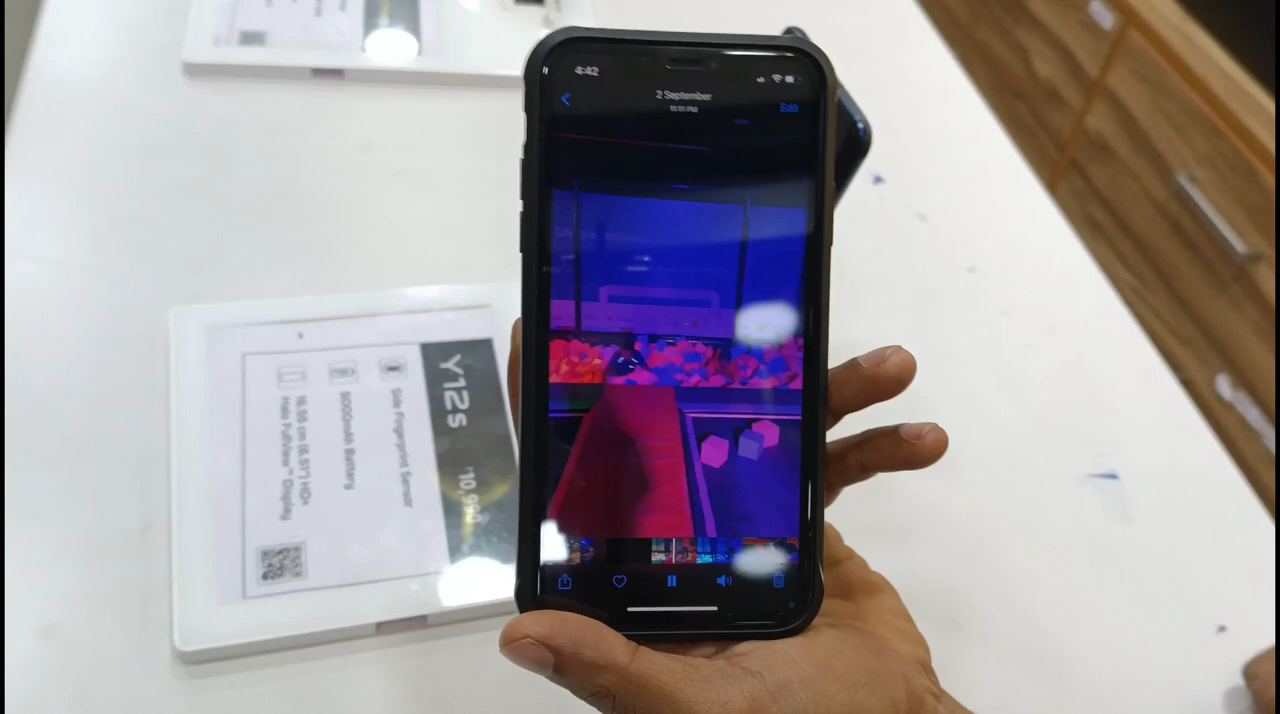 4:42
2 September
Edit
Y12s
Side Fingerprint Sensor
5000mAh Battery
16.55 cm (6.51") HD+
Halo FullView™ Display